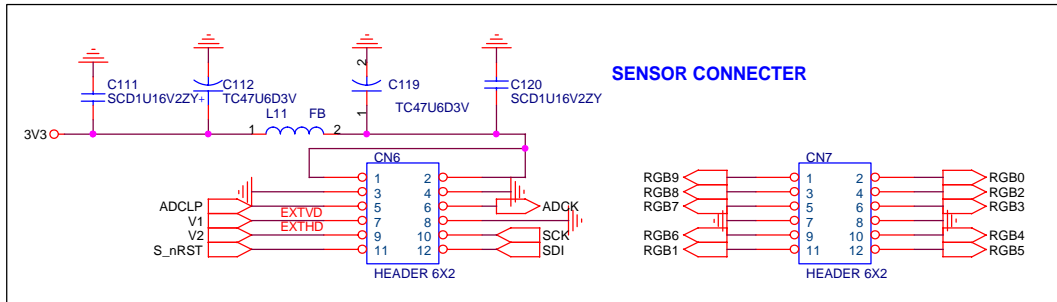 SENSOR CONNECTER
C111
SCD1U16V2ZY
+
C112
TC47U6D3V
2
C119
TC47U6D3V
1
C120
SCD1U16V2ZY
L11 FB
3V3
1 2
CN6
1 2
3 4
ADCLP 5 6 ADCK
V1 EXTVD 7 8
V2 EXTHD 9 10 SCK
S_nRST 11 12 SDI
HEADER 6X2
CN7
RGB9 1 2 RGB0
RGB8 3 4 RGB2
RGB7 5 6 RGB3
7 8
RGB6 9 10 RGB4
RGB1 11 12 RGB5
HEADER 6X2